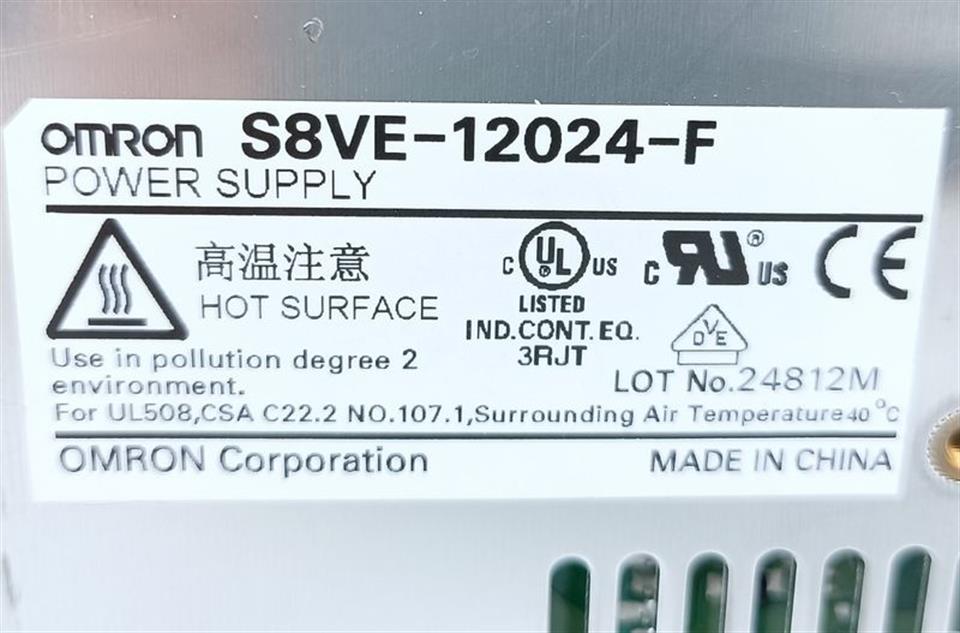 OMRON S8VE-12024-F
POWER SUPPLY
高温注意
HOT SURFACE
C UL US
LISTED
IND.CONT.EQ.
3RJT
C RU ® US
CE
DVE
Use in pollution degree 2
environment.
LOT No.24812M
For UL508,CSA C22.2 NO.107.1,Surrounding Air Temperature40°C
OMRON Corporation
MADE IN CHINA